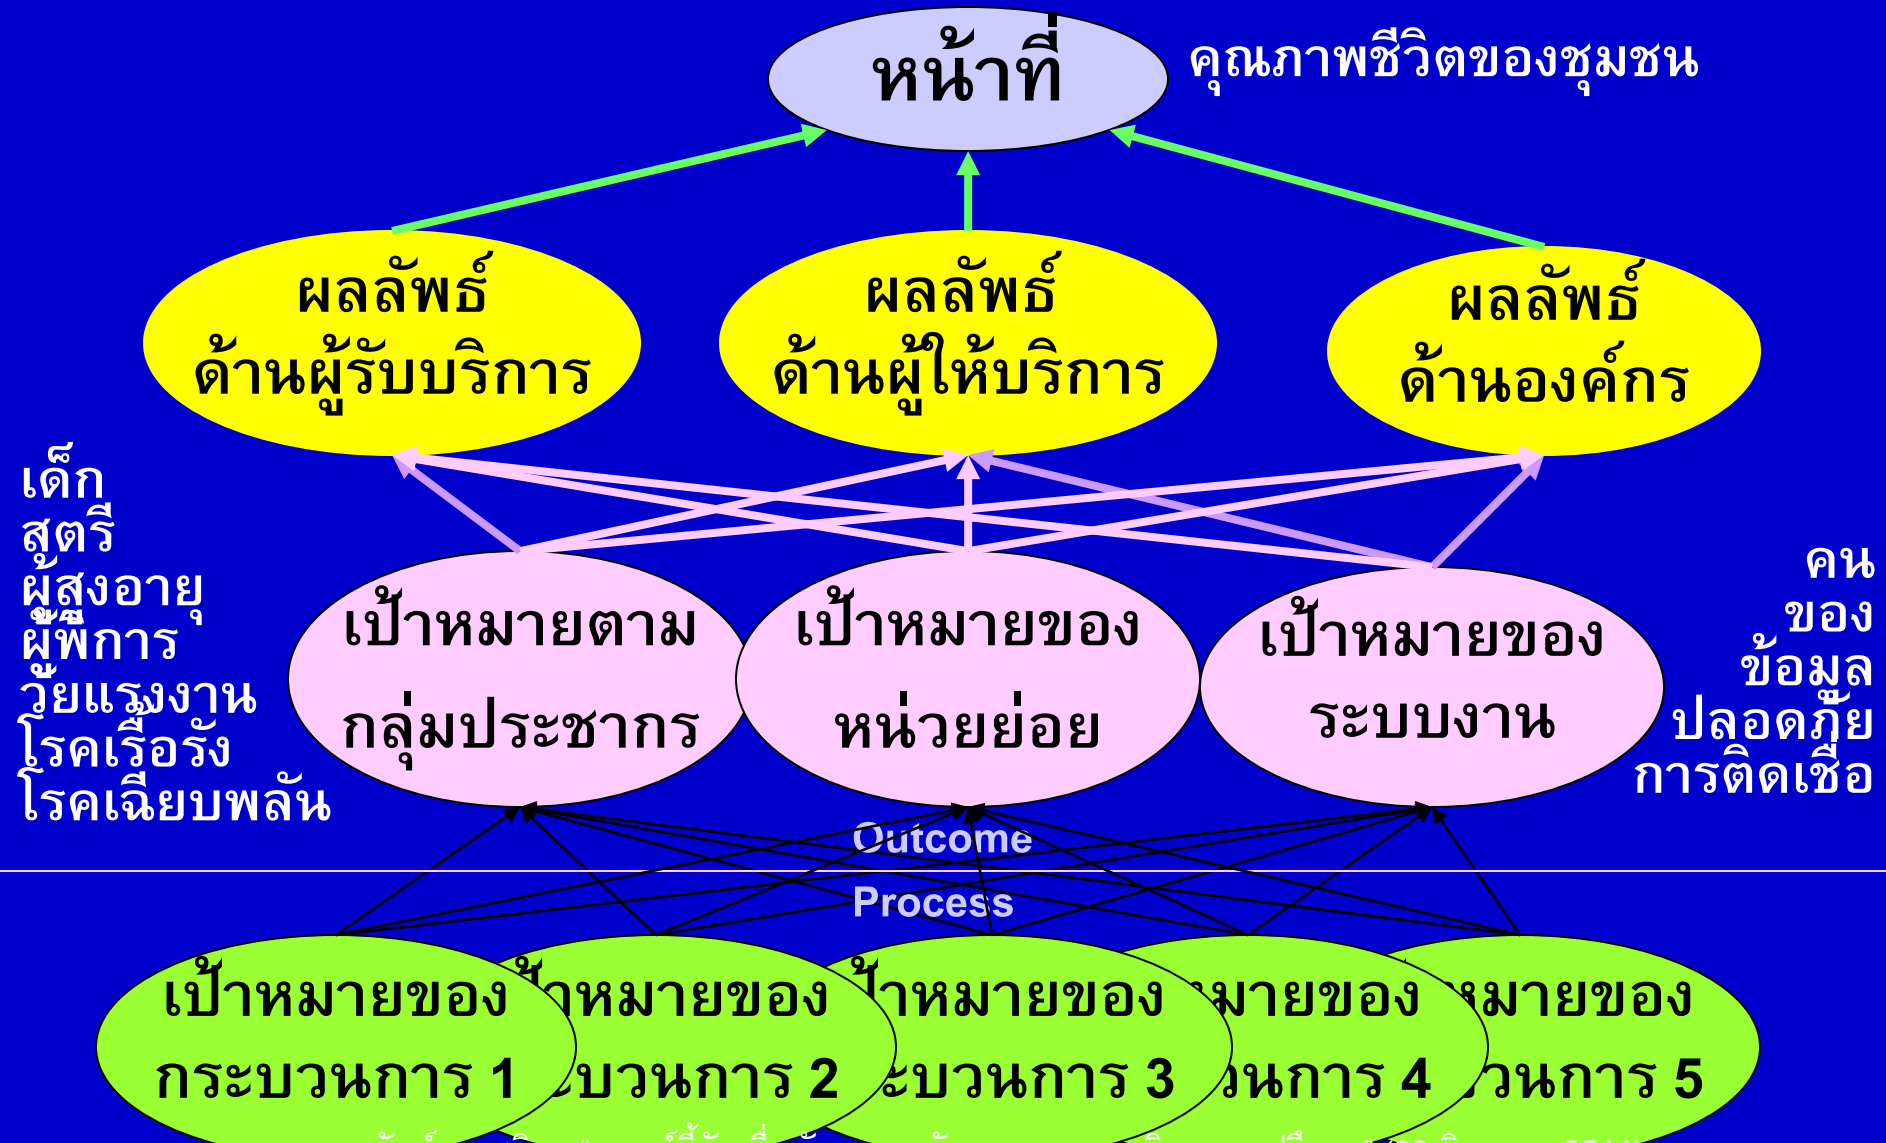 หน้าที่
คุณภาพชีวิตของชุมชน
ผลลัพธ์
ด้านผู้รับบริการ
ผลลัพธ์
ด้านผู้ให้บริการ
ผลลัพธ์
ด้านองค์กร
เด็ก
สตรี
ผู้สูงอายุ
ผู้พิการ
วัยแรงงาน
โรคเรื้อรัง
โรคเฉียบพลัน
เป้าหมายตาม
กลุ่มประชากร
เป้าหมายของ
หน่วยย่อย
เป้าหมายของ
ระบบงาน
คน
ของ
ข้อมูล
ปลอดภัย
การติดเชื่อ
Outcome
Process
เป้าหมายของ
กระบวนการ 1
ป้าหมายของ
ะบวนการ 2
ป้าหมายของ
ะบวนการ 3
มายของ
วนการ 4
หมายของ
วนการ 5